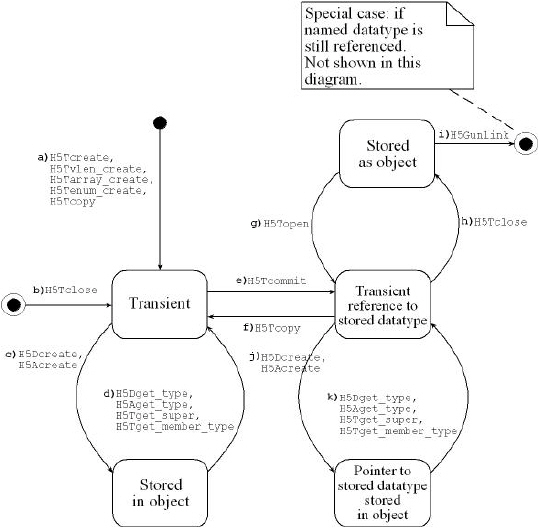 Special case: if
named datatype is
still referenced.
Not shown in this
diagram.
a)H5Tcreate,
H5Tvlen_create,
H5Tarray_create,
H5Tenum_create,
H5Tcopy
Stored
as object
i)H5Gunlink
g)H5Topen
h)H5Tclose
b)H5Tclose
Transient
e)H5Tcommit
f)H5Tcopy
Transient
reference to
stored datatype
c)H5Dcreate,
H5Acreate
j)H5Dcreate,
H5Acreate
d)H5Dget_type,
H5Aget_type,
H5Tget_super,
H5Tget_member_type
k)H5Dget_type,
H5Aget_type,
H5Tget_super,
H5Tget_member_type
Stored
in object
Pointer to
stored datatype
stored
in object